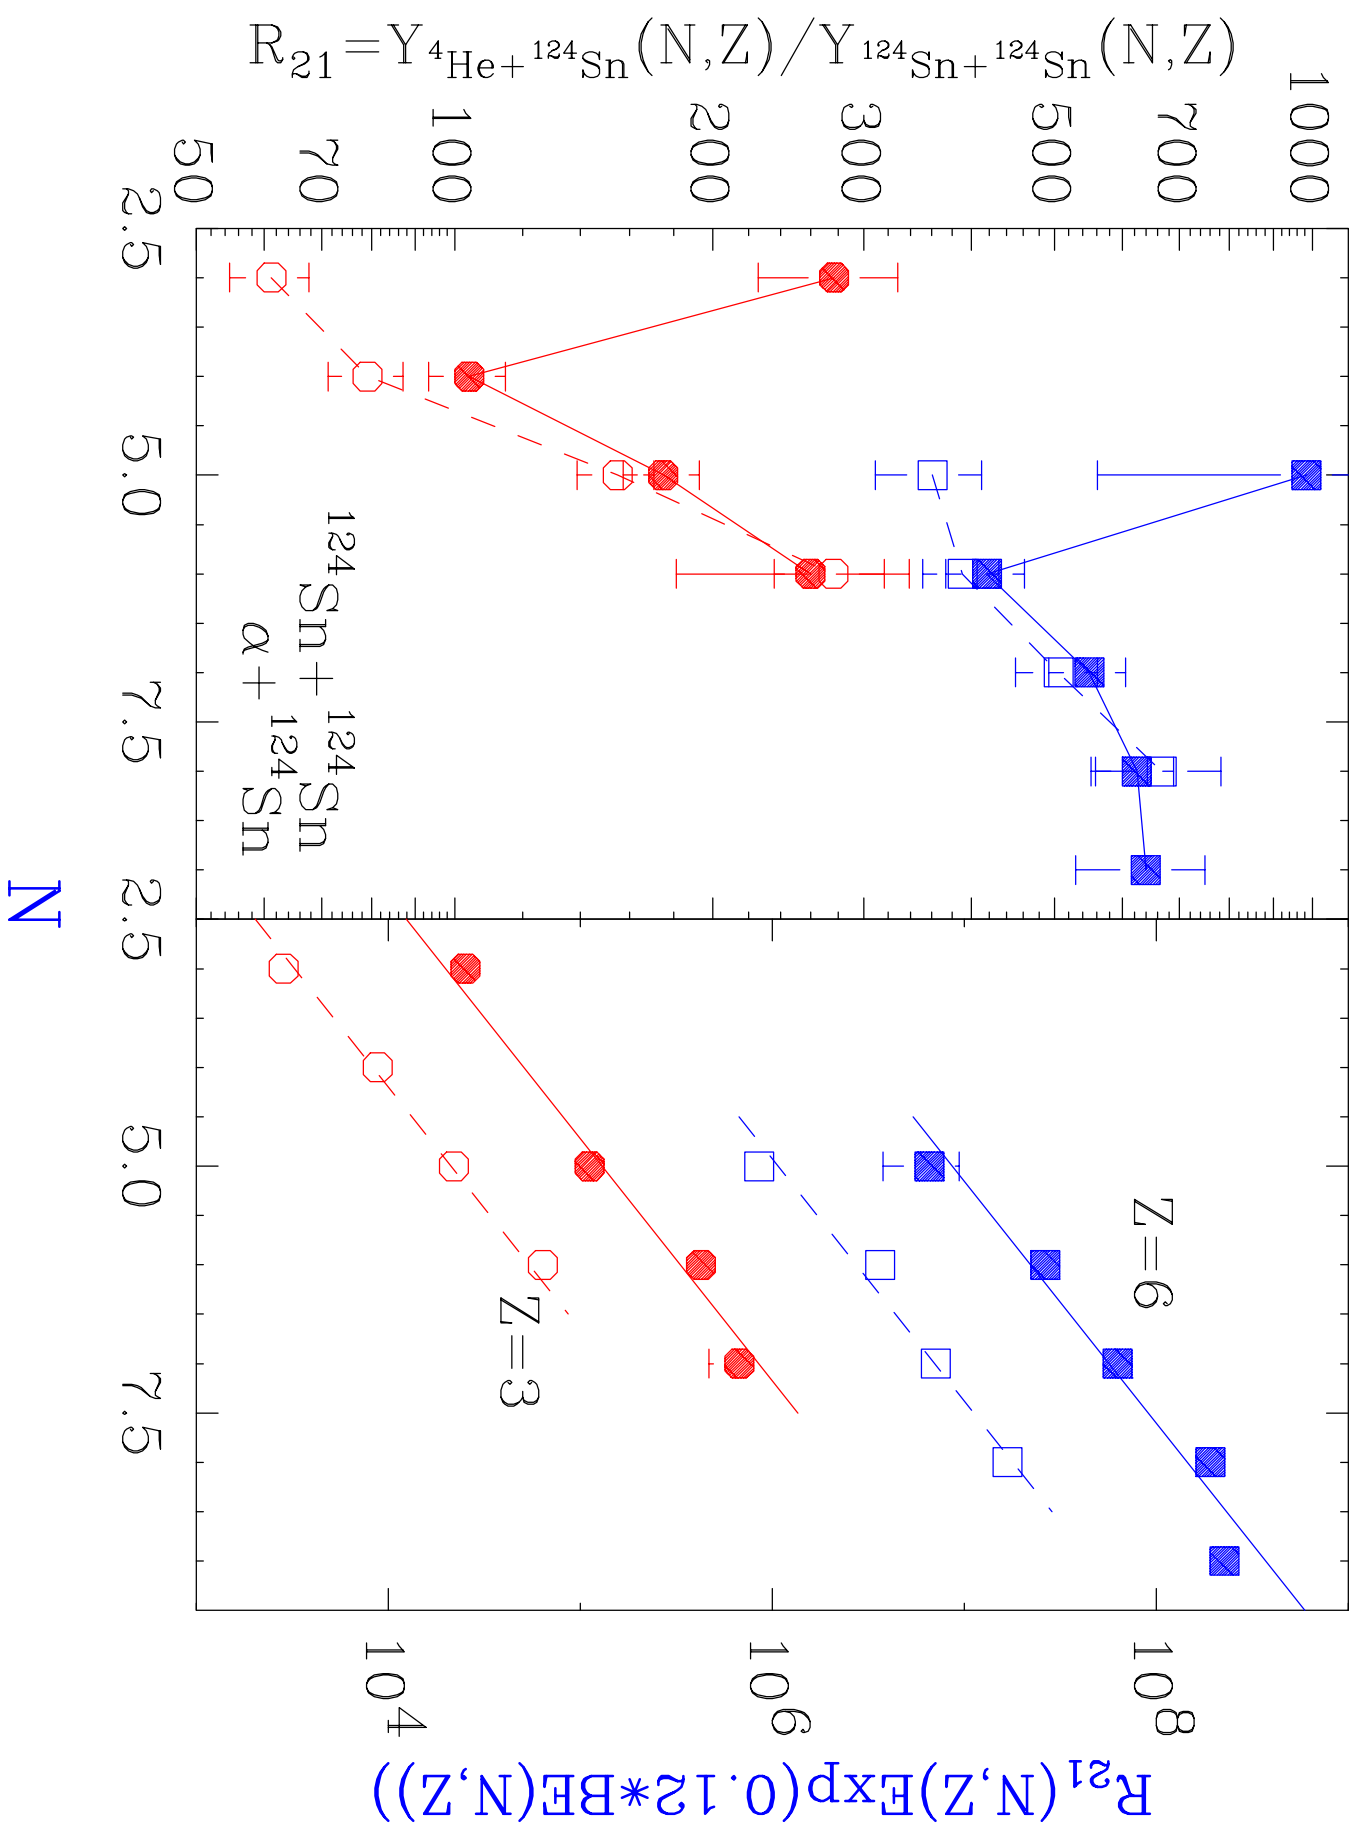 R₂₁=Y⁴He+¹²⁴Sn(N,Z)/Y¹²⁴Sn+¹²⁴Sn(N,Z)
1000
700
500
300
200
100
70
50
2.5
5.0
7.5
2.5
5.0
7.5
¹²⁴Sn+¹²⁴Sn
α+¹²⁴Sn
Z=6
Z=3
N
10⁸
10⁶
10⁴
R₂₁(N,Z)Exp(0.12*BE(N,Z))